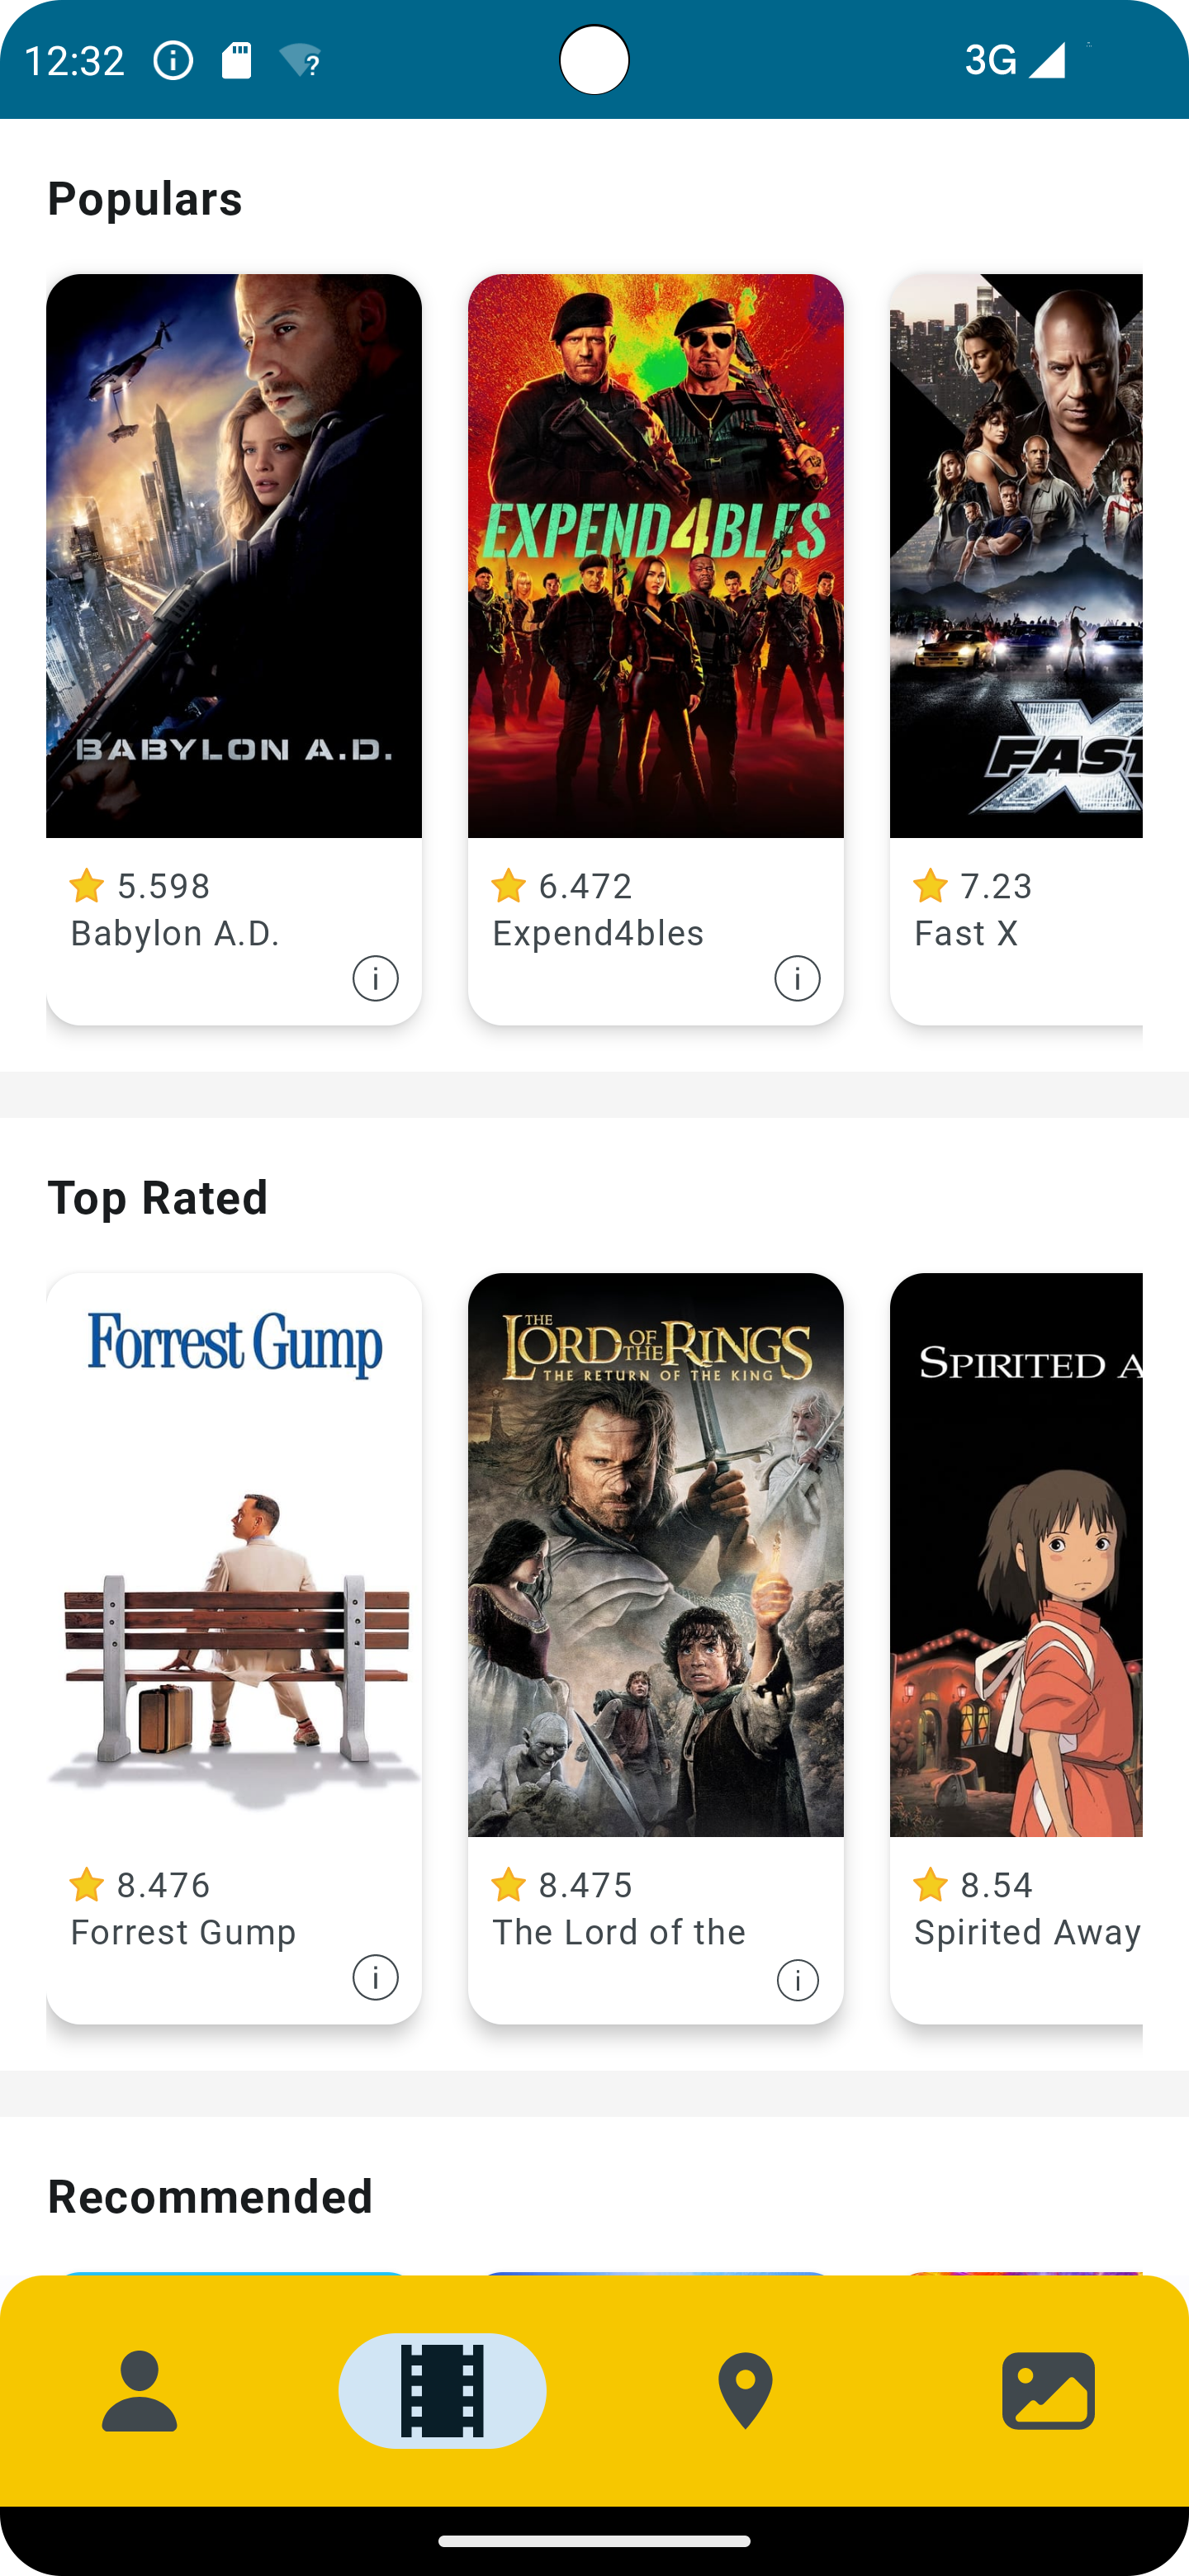 12:32
3G
Populars
BABYLON A.D.
EXPEND4BLES
FAST
X
5.598
Babylon A.D.
6.472
Expend4bles
7.23
Fast X
Top Rated
Forrest Gump
THE
LORD OF THE RINGS
THE RETURN OF THE KING
SPIRITED A
8.476
Forrest Gump
8.475
The Lord of the
8.54
Spirited Away
Recommended